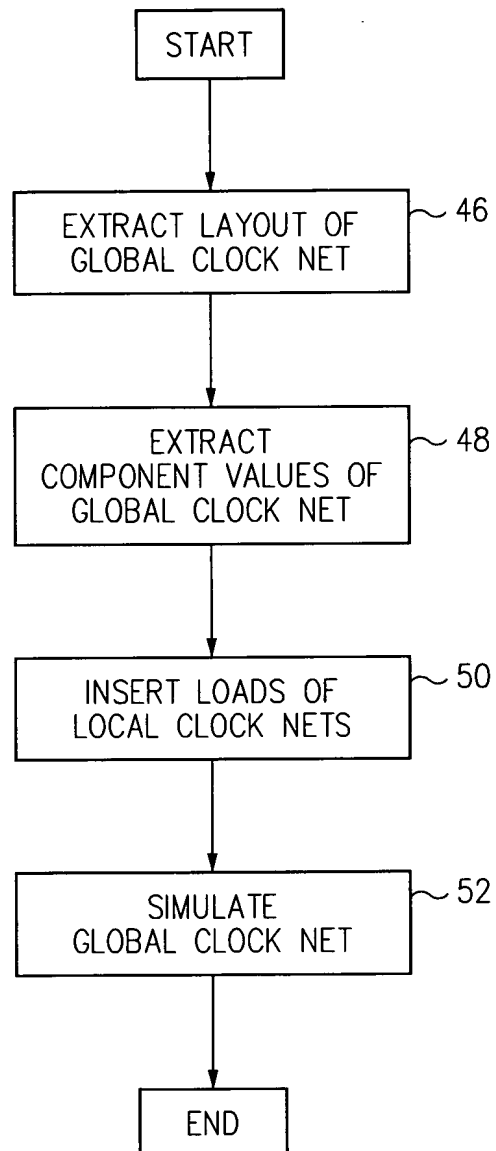 START
EXTRACT LAYOUT OF
GLOBAL CLOCK NET
46
EXTRACT
COMPONENT VALUES OF
GLOBAL CLOCK NET
48
INSERT LOADS OF
LOCAL CLOCK NETS
50
SIMULATE
GLOBAL CLOCK NET
52
END